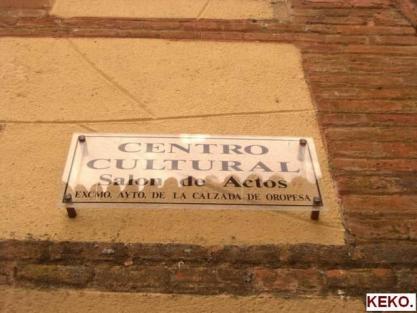 CENTRO
CULTURAL
Salon de Actos
EXCMO. AYTO. DE LA CALZADA DE OROPESA
KEKO.